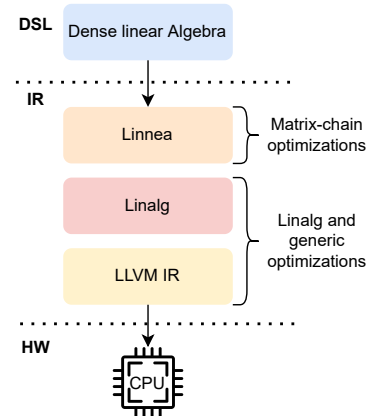 DSL
Dense linear Algebra
IR
Linnea
Matrix-chain
optimizations
Linalg
Linalg and
generic
optimizations
LLVM IR
HW
CPU